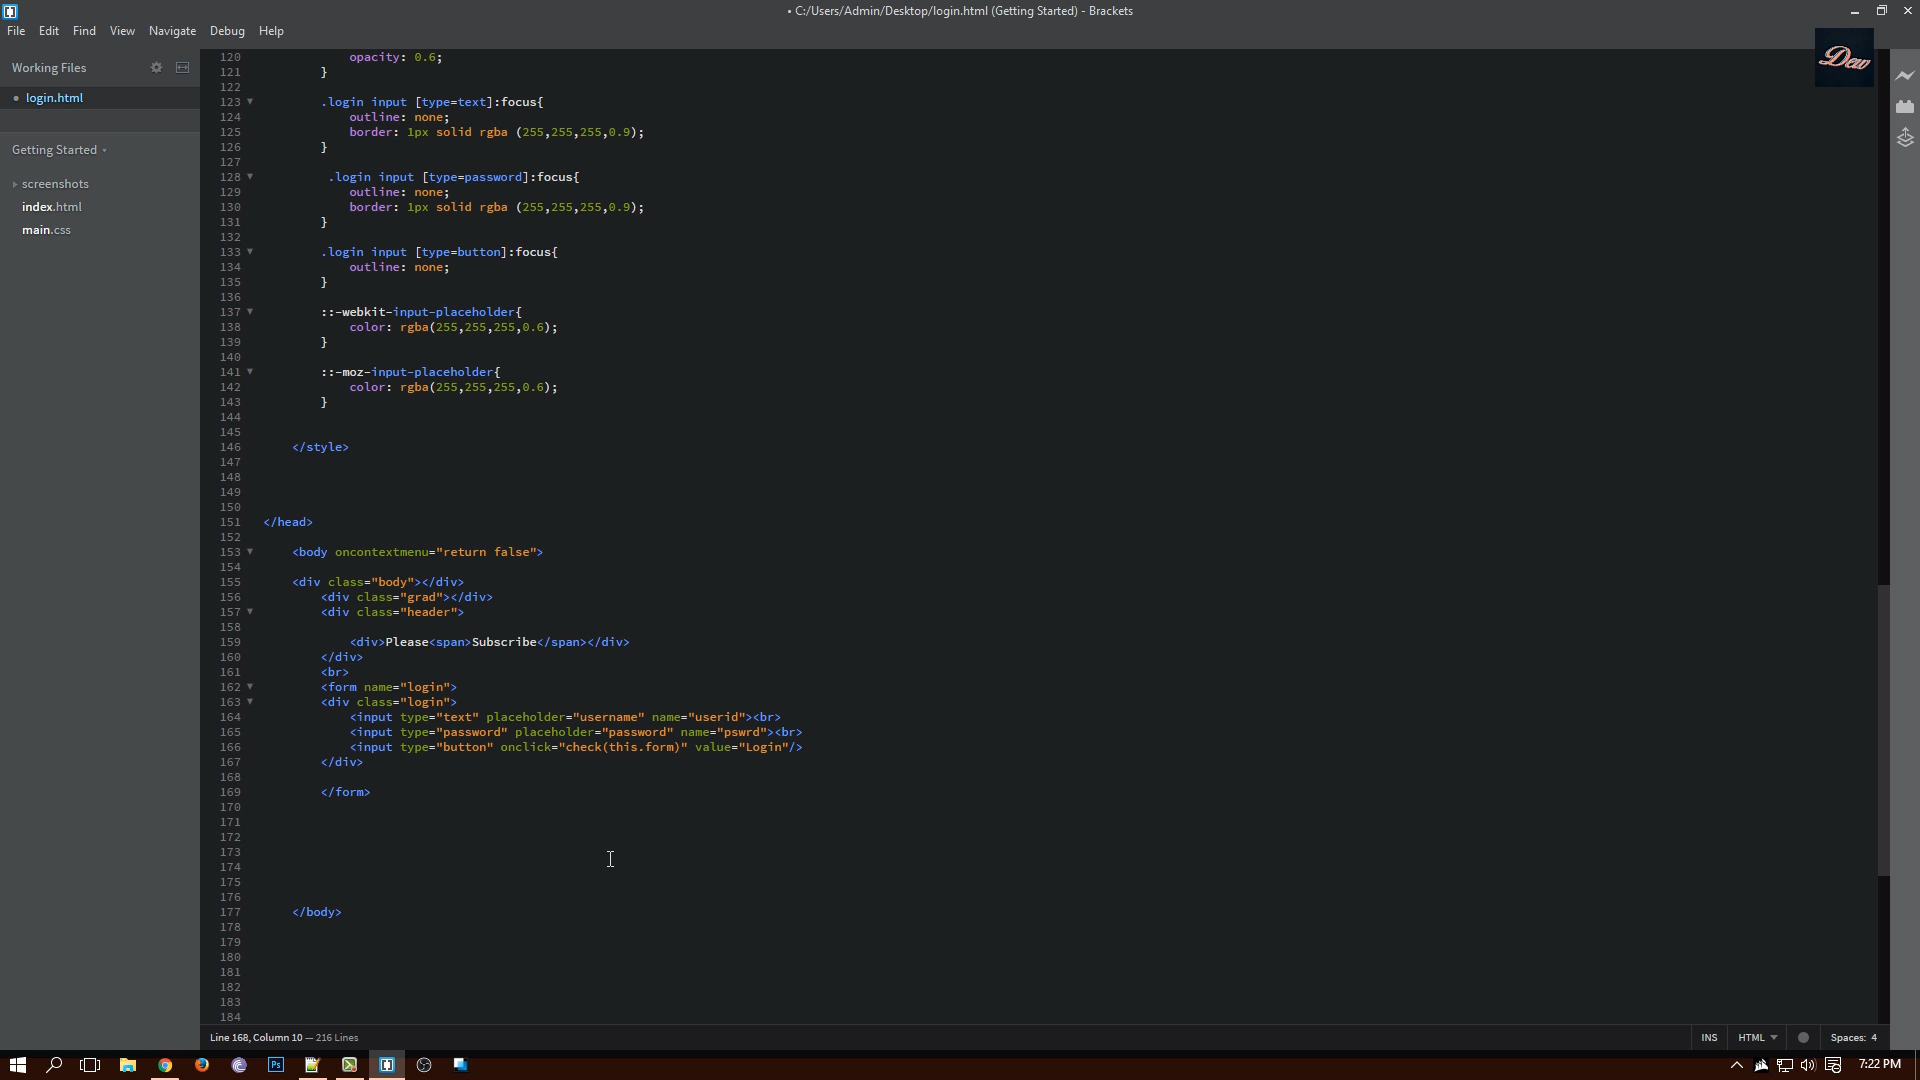 • C:/Users/Admin/Desktop/login.html (Getting Started) - Brackets
File Edit Find View Navigate Debug Help
Working Files
• login.html
Getting Started
screenshots
index.html
main.css
Dew
120 opacity: 0.6;
121 }
122
123 .login input [type=text]:focus{
124 outline: none;
125 border: 1px solid rgba (255,255,255,0.9);
126 }
127
128 .login input [type=password]:focus{
129 outline: none;
130 border: 1px solid rgba (255,255,255,0.9);
131 }
132
133 .login input [type=button]:focus{
134 outline: none;
135 }
136
137 ::-webkit-input-placeholder{
138 color: rgba(255,255,255,0.6);
139 }
140
141 ::-moz-input-placeholder{
142 color: rgba(255,255,255,0.6);
143 }
144
145
146 </style>
147
148
149
150
151 </head>
152
153 <body oncontextmenu="return false">
154
155 <div class="body"></div>
156 <div class="grad"></div>
157 <div class="header">
158
159 <div>Please<span>Subscribe</span></div>
160 </div>
161 <br>
162 <form name="login">
163 <div class="login">
164 <input type="text" placeholder="username" name="userid"><br>
165 <input type="password" placeholder="password" name="pswrd"><br>
166 <input type="button" onclick="check(this.form)" value="Login"/>
167 </div>
168
169 </form>
170
171
172
173
174
175
176
177 </body>
178
179
180
181
182
183
184
Line 168, Column 10 — 216 Lines
INS HTML Spaces: 4
Ps
7:22 PM